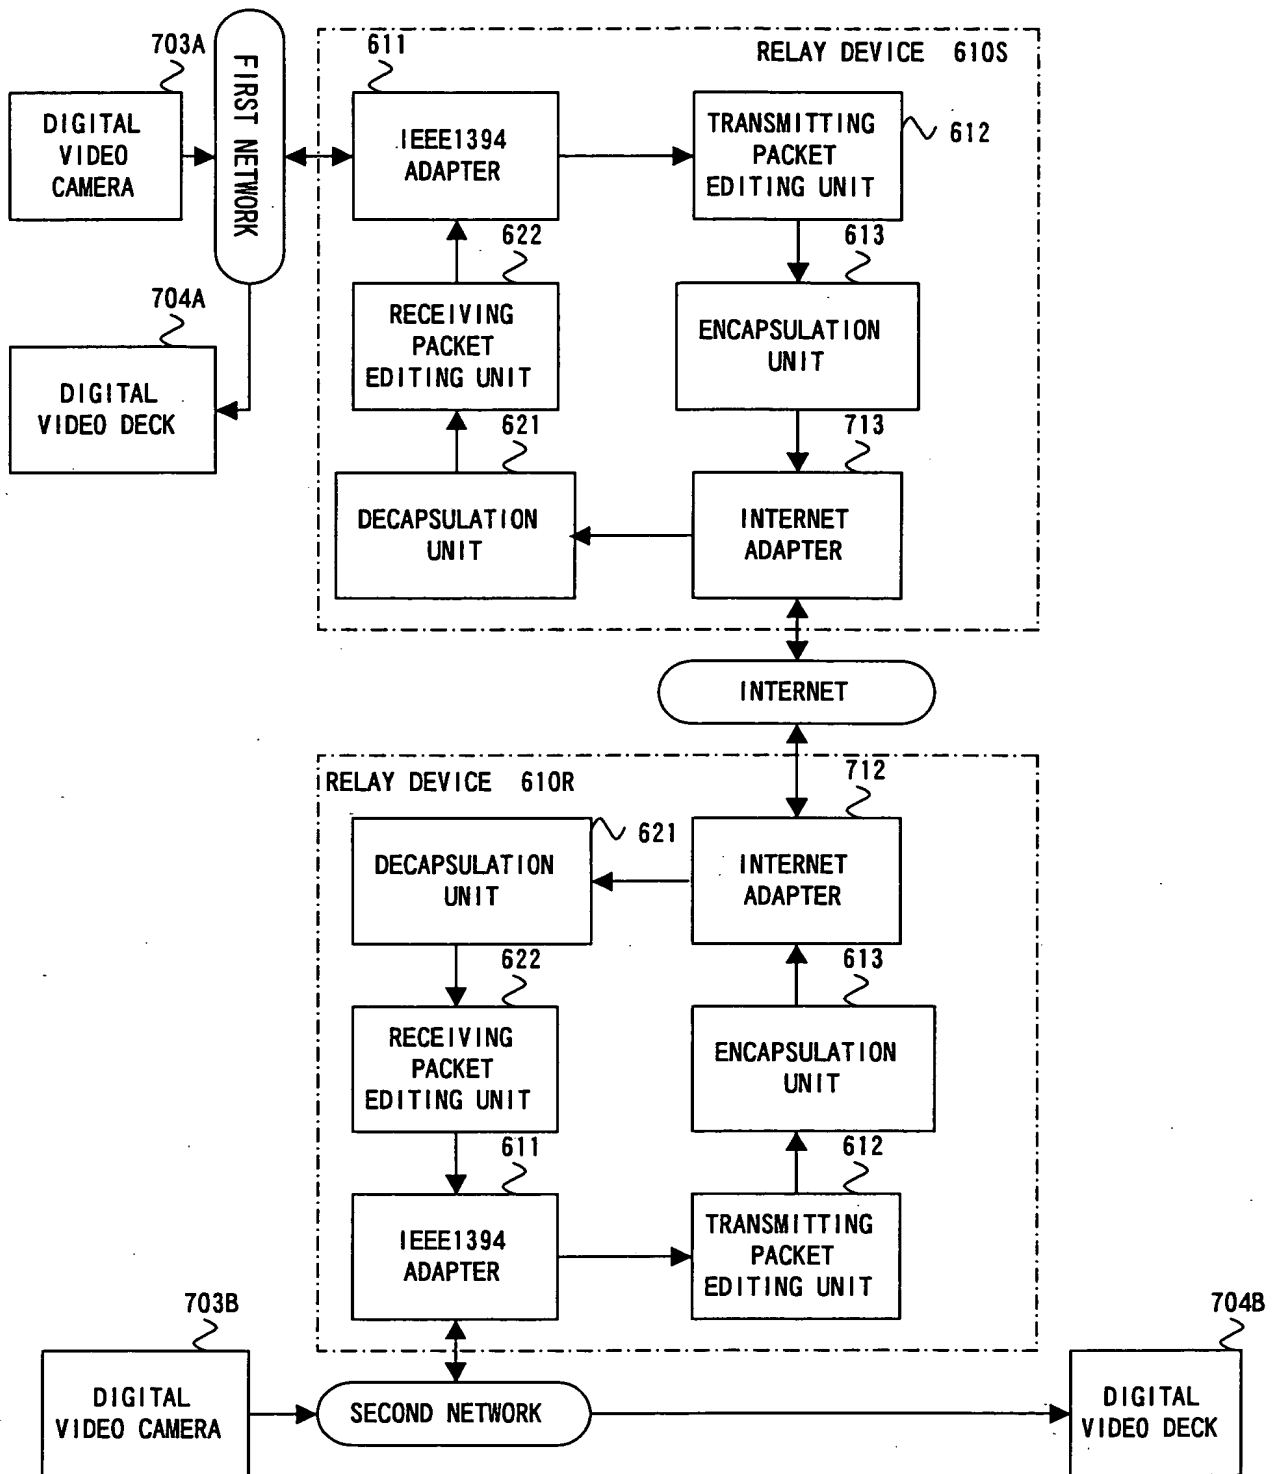 703A
DIGITAL
VIDEO
CAMERA
FIRST NETWORK
704A
DIGITAL
VIDEO DECK
RELAY DEVICE 610S
611
IEEE1394
ADAPTER
TRANSMITTING
PACKET
EDITING UNIT
612
622
RECEIVING
PACKET
EDITING UNIT
613
ENCAPSULATION
UNIT
621
DECAPSULATION
UNIT
713
INTERNET
ADAPTER
INTERNET
RELAY DEVICE 610R
712
INTERNET
ADAPTER
621
DECAPSULATION
UNIT
622
RECEIVING
PACKET
EDITING UNIT
613
ENCAPSULATION
UNIT
611
IEEE1394
ADAPTER
612
TRANSMITTING
PACKET
EDITING UNIT
703B
DIGITAL
VIDEO CAMERA
SECOND NETWORK
704B
DIGITAL
VIDEO DECK